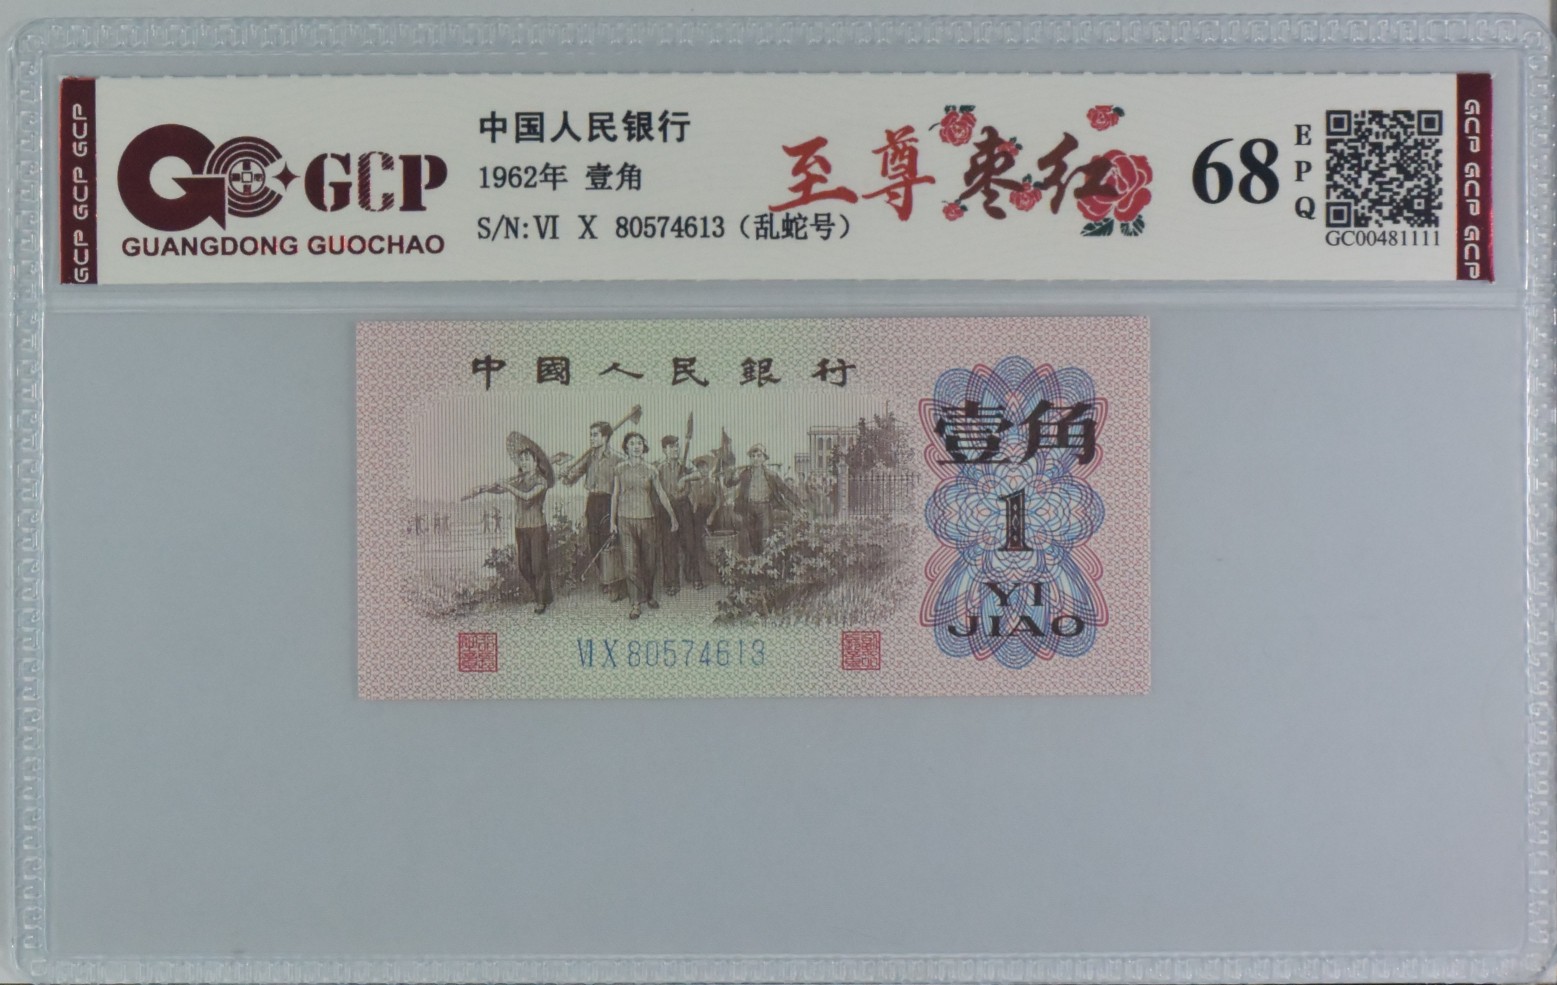 GCP GCP GCP
GCP
GUANGDONG GUOCHAO
中国人民银行
1962年 壹角
S/N: Ⅵ Ⅹ 80574613（乱蛇号）
至尊枣红
68
EPQ
GC00481111
GCP GCP GCP
中國人民銀行
壹角
1
YI
JIAO
Ⅵ Ⅹ 80574613